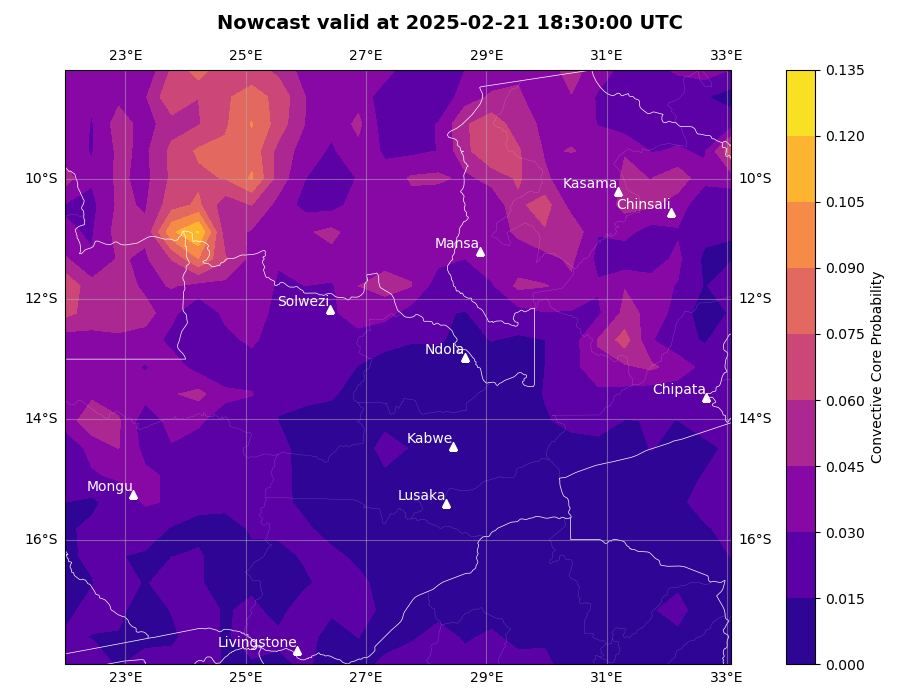 Nowcast valid at 2025-02-21 18:30:00 UTC
23°E 25°E 27°E 29°E 31°E 33°E
0.135
0.120
10°S 10°S
Kasama
Chinsali
0.105
Mansa
0.090
12°S 12°S
Solwezi
0.075
Ndola
Convective Core Probability
Chipata
0.060
14°S 14°S
Kabwe
0.045
Mongu
Lusaka
16°S 16°S
0.030
0.015
Livingstone
0.000
23°E 25°E 27°E 29°E 31°E 33°E